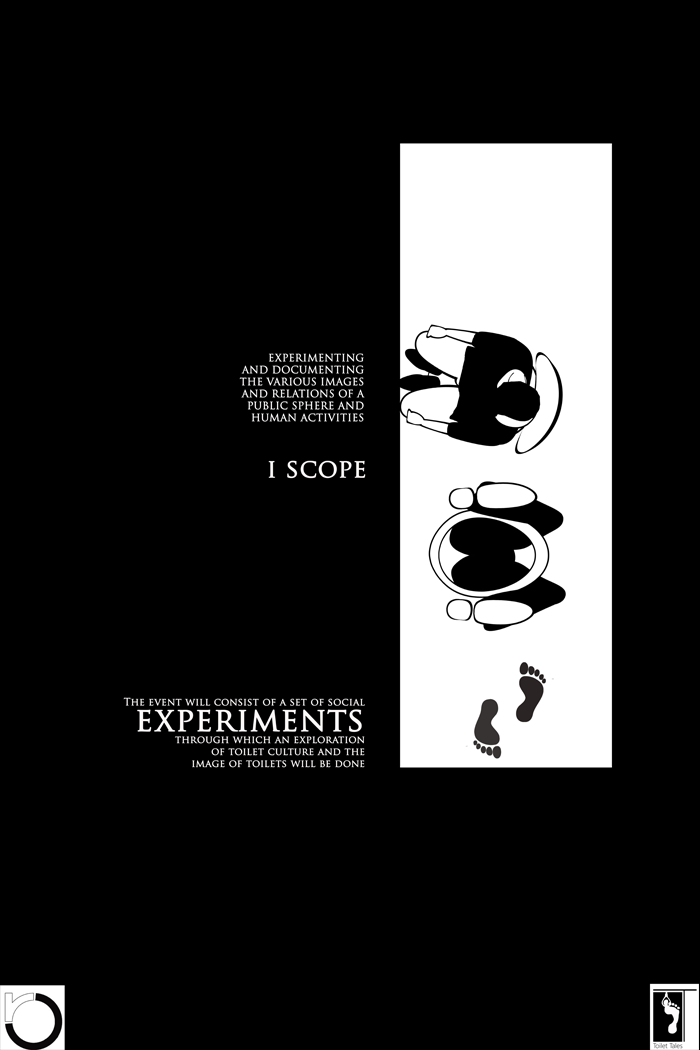 EXPERIMENTING
AND DOCUMENTING
THE VARIOUS IMAGES
AND RELATIONS OF A
PUBLIC SPHERE AND
HUMAN ACTIVITIES
I SCOPE
THE EVENT WILL CONSIST OF A SET OF SOCIAL
EXPERIMENTS
THROUGH WHICH AN EXPLORATION
OF TOILET CULTURE AND THE
IMAGE OF TOILETS WILL BE DONE
Toilet Tales